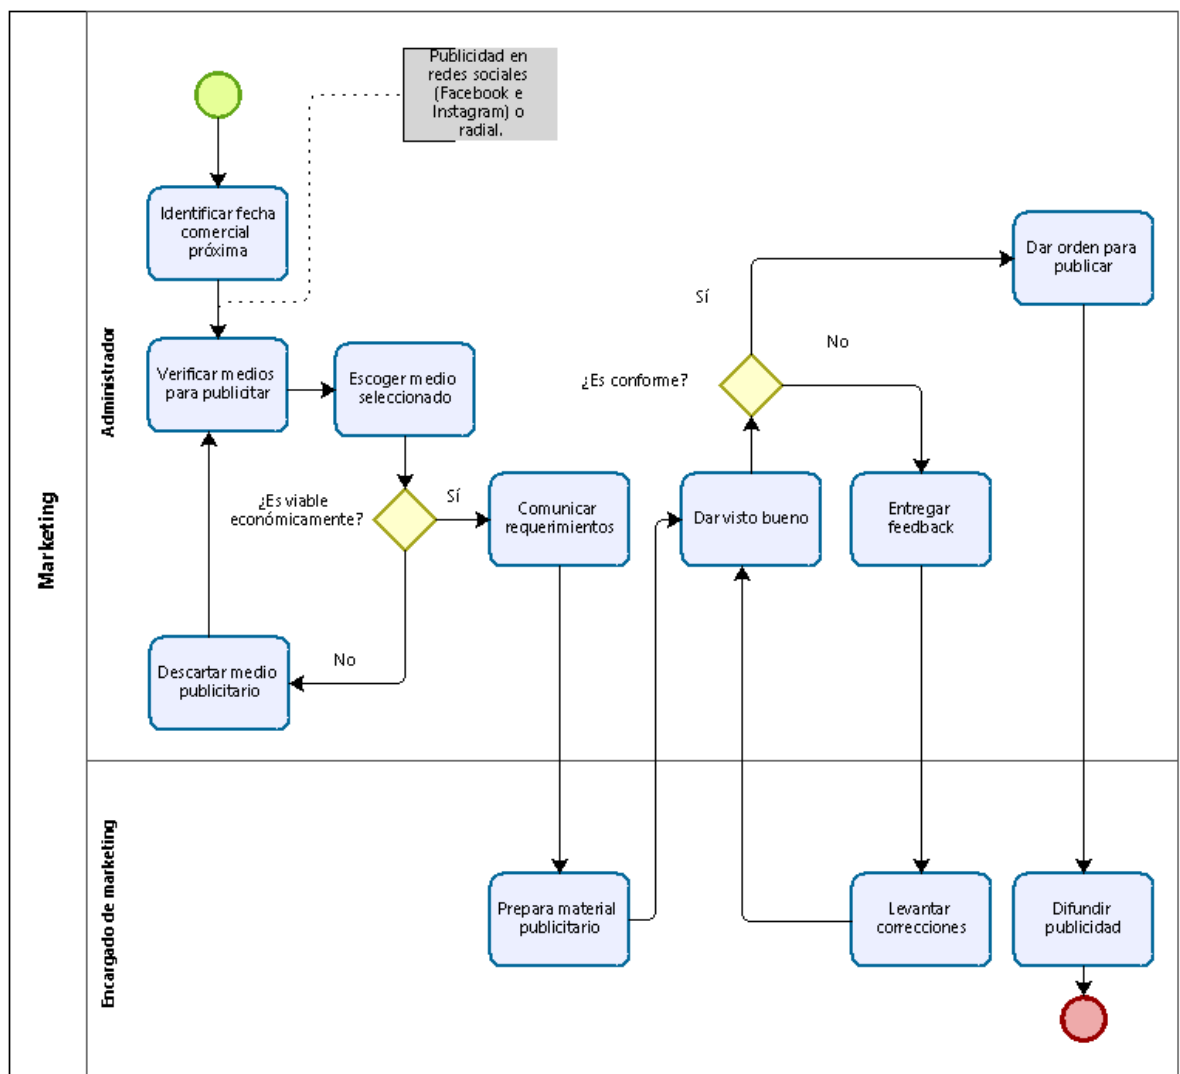 Marketing
Administrador
Encargado de marketing
Publicidad en
redes sociales
(Facebook e
Instagram) o
radial.
Identificar fecha
comercial
próxima
Verificar medios
para publicitar
Escoger medio
seleccionado
¿Es viable
económicamente?
Sí
No
Descartar medio
publicitario
Comunicar
requerimientos
Dar visto bueno
¿Es conforme?
Sí
No
Entregar
feedback
Dar orden para
publicar
Prepara material
publicitario
Levantar
correcciones
Difundir
publicidad